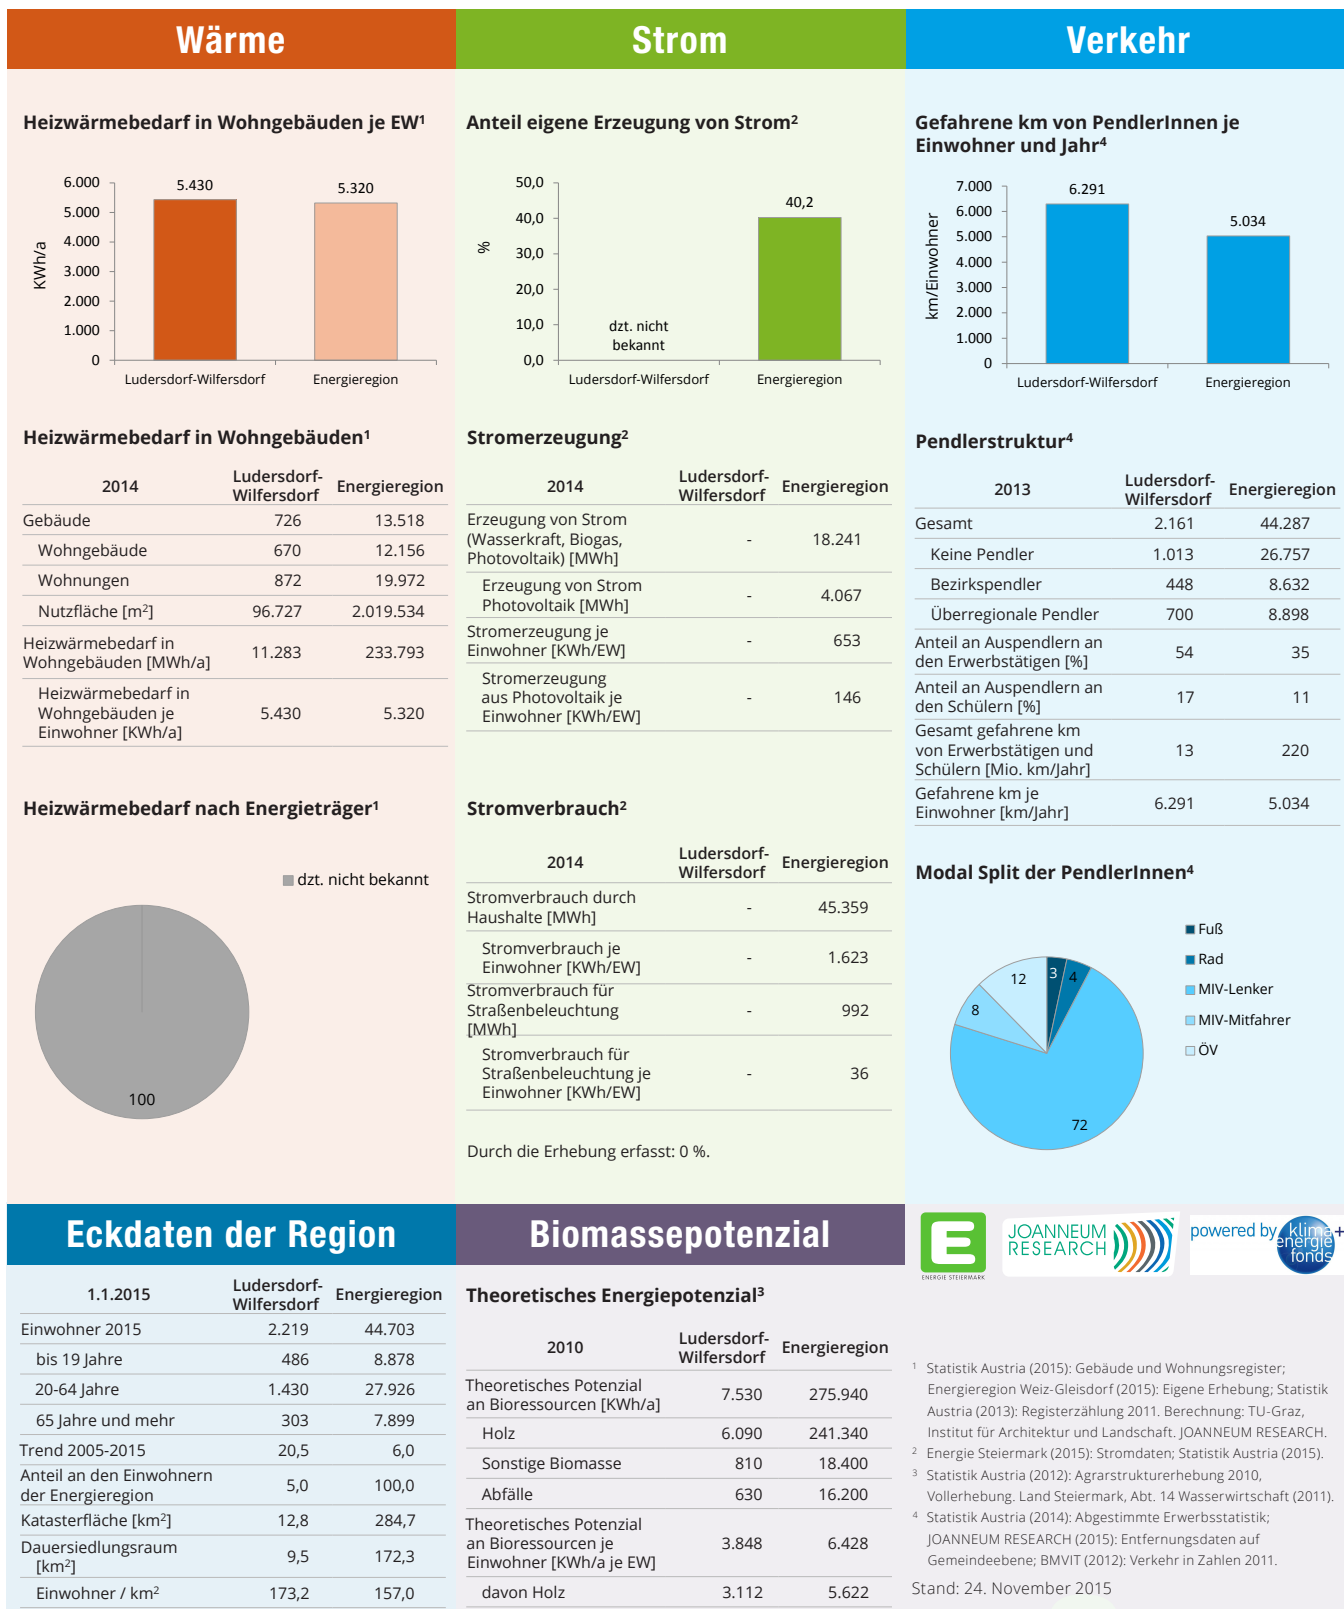 Wärme
Heizwärmebedarf in Wohngebäuden je EW¹
KWh/a
6.000
5.000
4.000
3.000
2.000
1.000
0
5.430
5.320
Ludersdorf-Wilfersdorf Energieregion
Heizwärmebedarf in Wohngebäuden¹
2014 Ludersdorf-Wilfersdorf Energieregion
Gebäude 726 13.518
Wohngebäude 670 12.156
Wohnungen 872 19.972
Nutzfläche [m²] 96.727 2.019.534
Heizwärmebedarf in
Wohngebäuden [MWh/a] 11.283 233.793
Heizwärmebedarf in
Wohngebäuden je
Einwohner [KWh/a] 5.430 5.320
Heizwärmebedarf nach Energieträger¹
dzt. nicht bekannt
100
Strom
Anteil eigene Erzeugung von Strom²
%
50,0
40,0
30,0
20,0
10,0
0,0
dzt. nicht
bekannt
40,2
Ludersdorf-Wilfersdorf Energieregion
Stromerzeugung²
2014 Ludersdorf-Wilfersdorf Energieregion
Erzeugung von Strom
(Wasserkraft, Biogas,
Photovoltaik) [MWh] - 18.241
Erzeugung von Strom
Photovoltaik [MWh] - 4.067
Stromerzeugung je
Einwohner [KWh/EW] - 653
Stromerzeugung
aus Photovoltaik je
Einwohner [KWh/EW] - 146
Stromverbrauch²
2014 Ludersdorf-Wilfersdorf Energieregion
Stromverbrauch durch
Haushalte [MWh] - 45.359
Stromverbrauch je
Einwohner [KWh/EW] - 1.623
Stromverbrauch für
Straßenbeleuchtung
[MWh] - 992
Stromverbrauch für
Straßenbeleuchtung je
Einwohner [KWh/EW] - 36
Durch die Erhebung erfasst: 0 %.
Verkehr
Gefahrene km von PendlerInnen je
Einwohner und Jahr⁴
km/Einwohner
7.000
6.000
5.000
4.000
3.000
2.000
1.000
0
6.291
5.034
Ludersdorf-Wilfersdorf Energieregion
Pendlerstruktur⁴
2013 Ludersdorf-Wilfersdorf Energieregion
Gesamt 2.161 44.287
Keine Pendler 1.013 26.757
Bezirkspendler 448 8.632
Überregionale Pendler 700 8.898
Anteil an Auspendlern an
den Erwerbstätigen [%] 54 35
Anteil an Auspendlern an
den Schülern [%] 17 11
Gesamt gefahrene km
von Erwerbstätigen und
Schülern [Mio. km/Jahr] 13 220
Gefahrene km je
Einwohner [km/Jahr] 6.291 5.034
Modal Split der PendlerInnen⁴
Fuß
Rad
MIV-Lenker
MIV-Mitfahrer
ÖV
3
4
72
8
12
Eckdaten der Region
1.1.2015 Ludersdorf-Wilfersdorf Energieregion
Einwohner 2015 2.219 44.703
bis 19 Jahre 486 8.878
20-64 Jahre 1.430 27.926
65 Jahre und mehr 303 7.899
Trend 2005-2015 20,5 6,0
Anteil an den Einwohnern
der Energieregion 5,0 100,0
Katasterfläche [km²] 12,8 284,7
Dauersiedlungsraum
[km²] 9,5 172,3
Einwohner / km² 173,2 157,0
Biomassepotenzial
Theoretisches Energiepotenzial³
2010 Ludersdorf-Wilfersdorf Energieregion
Theoretisches Potenzial
an Bioressourcen [KWh/a] 7.530 275.940
Holz 6.090 241.340
Sonstige Biomasse 810 18.400
Abfälle 630 16.200
Theoretisches Potenzial
an Bioressourcen je
Einwohner [KWh/a je EW] 3.848 6.428
davon Holz 3.112 5.622
E
ENERGIE STEIERMARK
JOANNEUM
RESEARCH
powered by klima+
energie
fonds
¹ Statistik Austria (2015): Gebäude und Wohnungsregister;
Energieregion Weiz-Gleisdorf (2015): Eigene Erhebung; Statistik
Austria (2013): Registerzählung 2011. Berechnung: TU-Graz,
Institut für Architektur und Landschaft. JOANNEUM RESEARCH.
² Energie Steiermark (2015): Stromdaten; Statistik Austria (2015).
³ Statistik Austria (2012): Agrarstrukturerhebung 2010,
Vollerhebung. Land Steiermark, Abt. 14 Wasserwirtschaft (2011).
⁴ Statistik Austria (2014): Abgestimmte Erwerbsstatistik;
JOANNEUM RESEARCH (2015): Entfernungsdaten auf
Gemeindeebene; BMVIT (2012): Verkehr in Zahlen 2011.
Stand: 24. November 2015